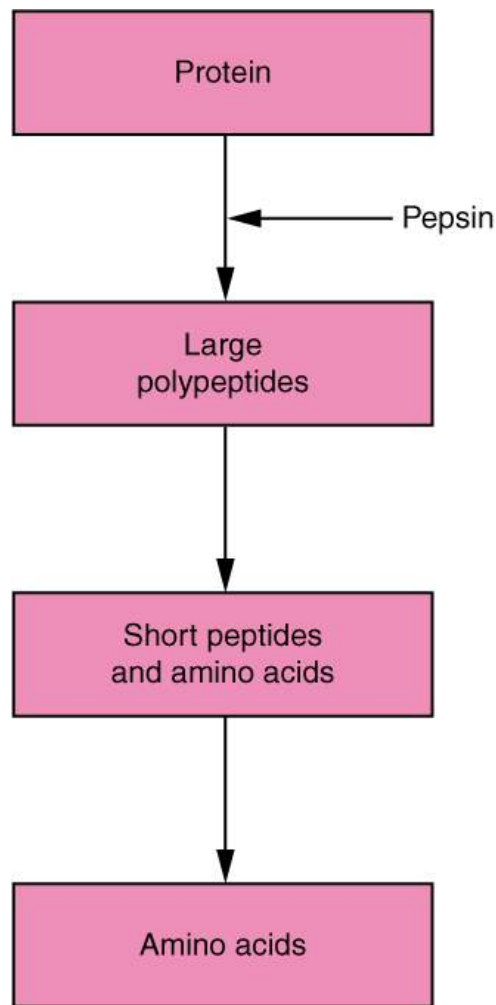 Protein
Pepsin
Large
polypeptides
Short peptides
and amino acids
Amino acids